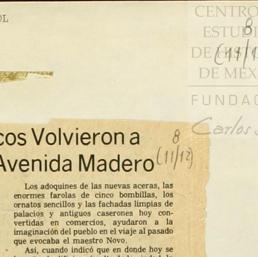 OL
CENTRO
ESTUDI
DE
DE MÉX
FUNDAC
Carlos
8
(11/12)
cos Volvieron a
Avenida Madero
8
(11/12)
Los adoquines de las nuevas aceras, las
enormes farolas de cinco bombillas, los
ornatos sencillos y las fachadas limpias de
palacios y antiguos caserones hoy con-
vertidas en comercios, ayudaron a la
imaginación del pueblo en el viaje al pasado
que evocaba el maestro Novo.
Así, cuando indicó que en donde hoy se